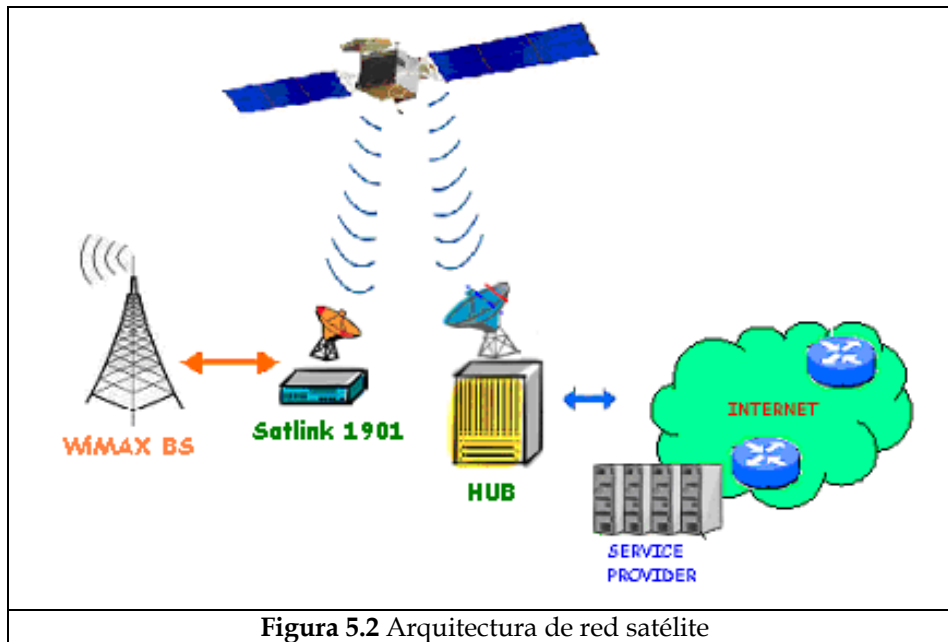 WiMAX BS
Satlink 1901
HUB
INTERNET
SERVICE
PROVIDER
Figura 5.2 Arquitectura de red satélite